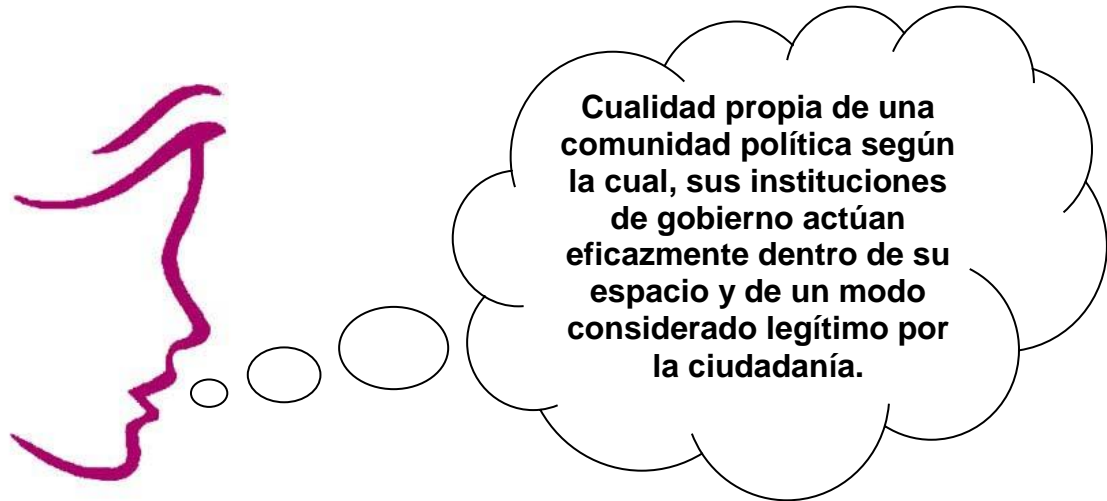 Cualidad propia de una
comunidad política según
la cual, sus instituciones
de gobierno actúan
eficazmente dentro de su
espacio y de un modo
considerado legítimo por
la ciudadanía.